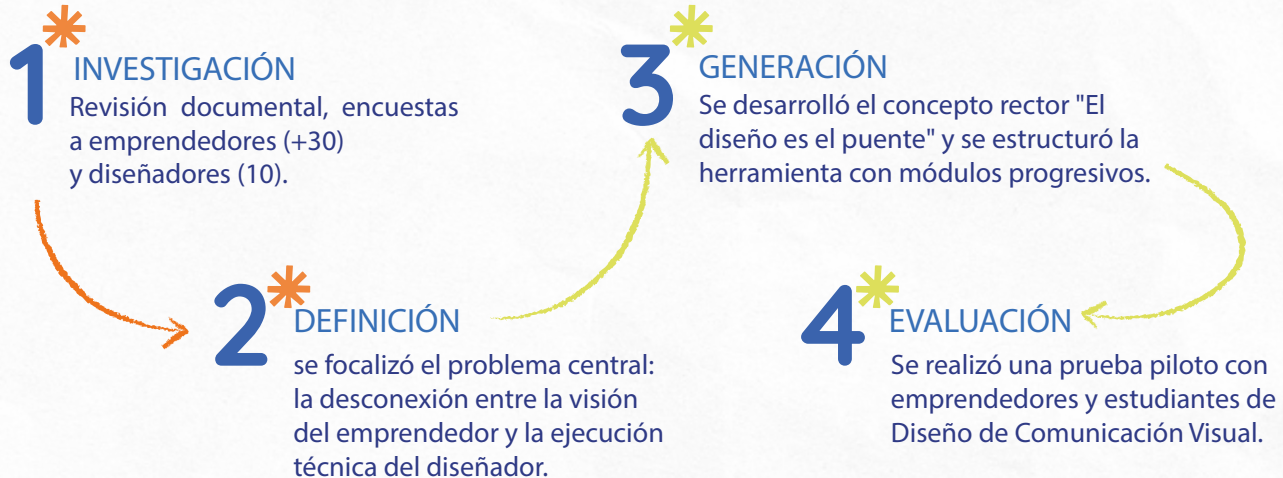 1
INVESTIGACIÓN
Revisión documental, encuestas
a emprendedores (+30)
y diseñadores (10).
2
DEFINICIÓN
se focalizó el problema central:
la desconexión entre la visión
del emprendedor y la ejecución
técnica del diseñador.
3
GENERACIÓN
Se desarrolló el concepto rector "El
diseño es el puente" y se estructuró la
herramienta con módulos progresivos.
4
EVALUACIÓN
Se realizó una prueba piloto con
emprendedores y estudiantes de
Diseño de Comunicación Visual.